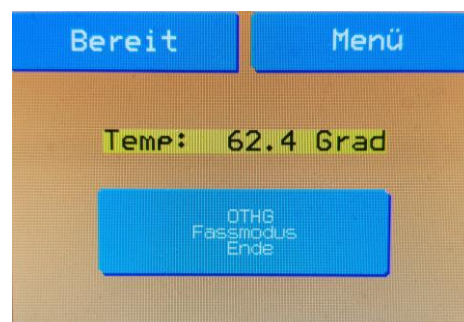 Bereit Menü
Temp: 62.4 Grad
OTHG
Fassmodus
Ende